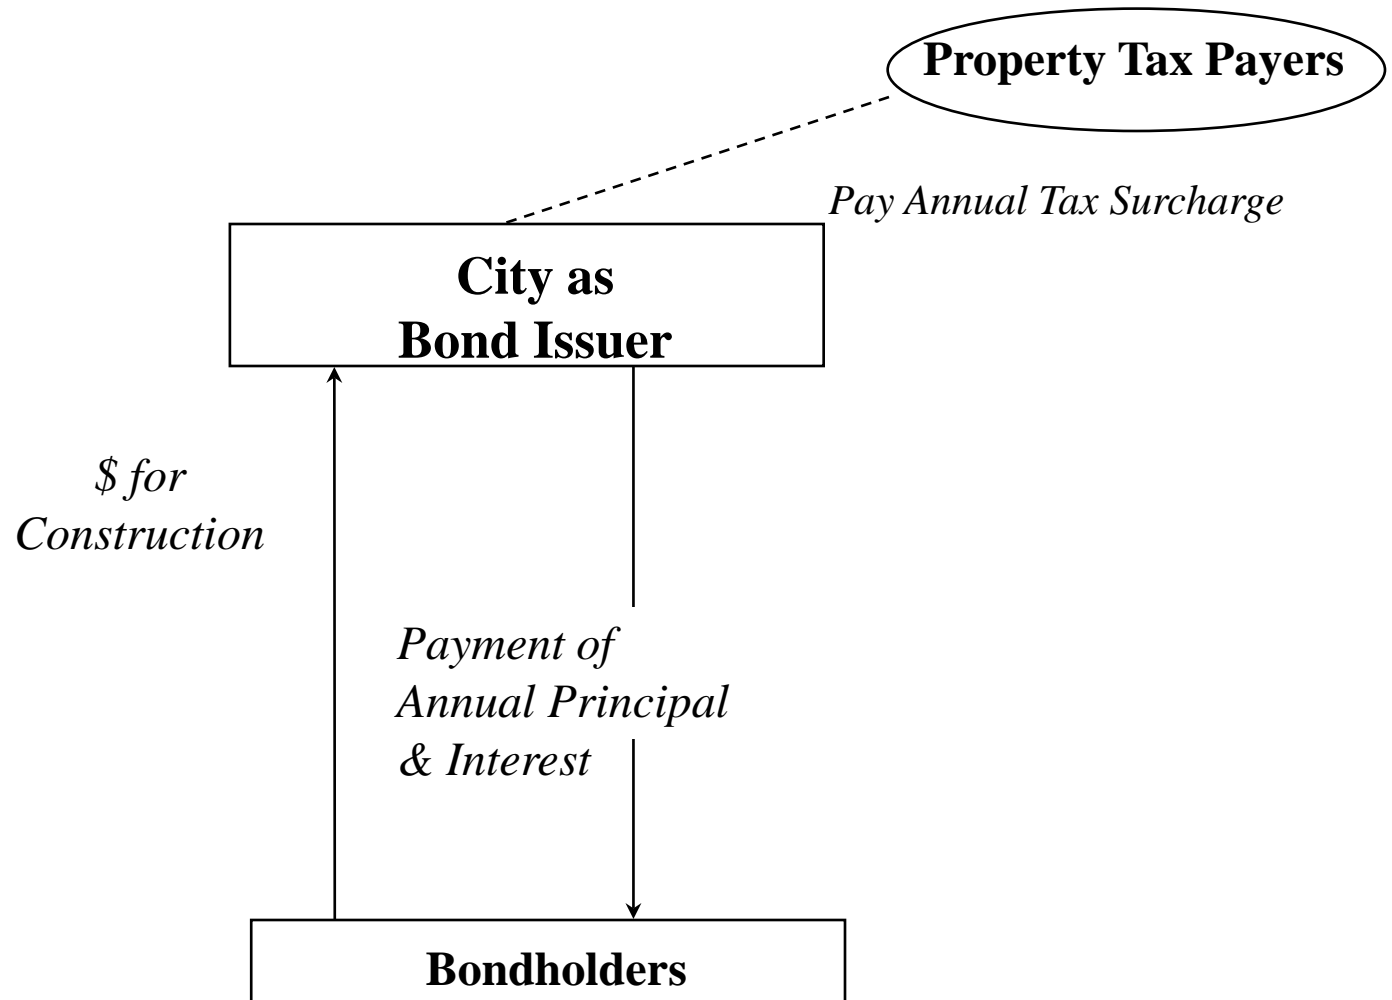 Property Tax Payers
Pay Annual Tax Surcharge
City as
Bond Issuer
$ for
Construction
Payment of
Annual Principal
& Interest
Bondholders